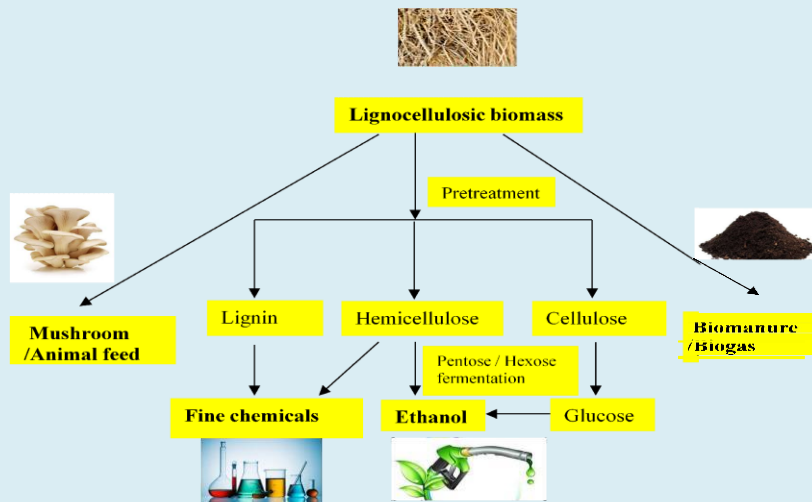 Lignocellulosic biomass
Pretreatment
Lignin
Hemicellulose
Cellulose
Mushroom
/Animal feed
Biomanure
/Biogas
Pentose / Hexose
fermentation
Fine chemicals
Ethanol
Glucose